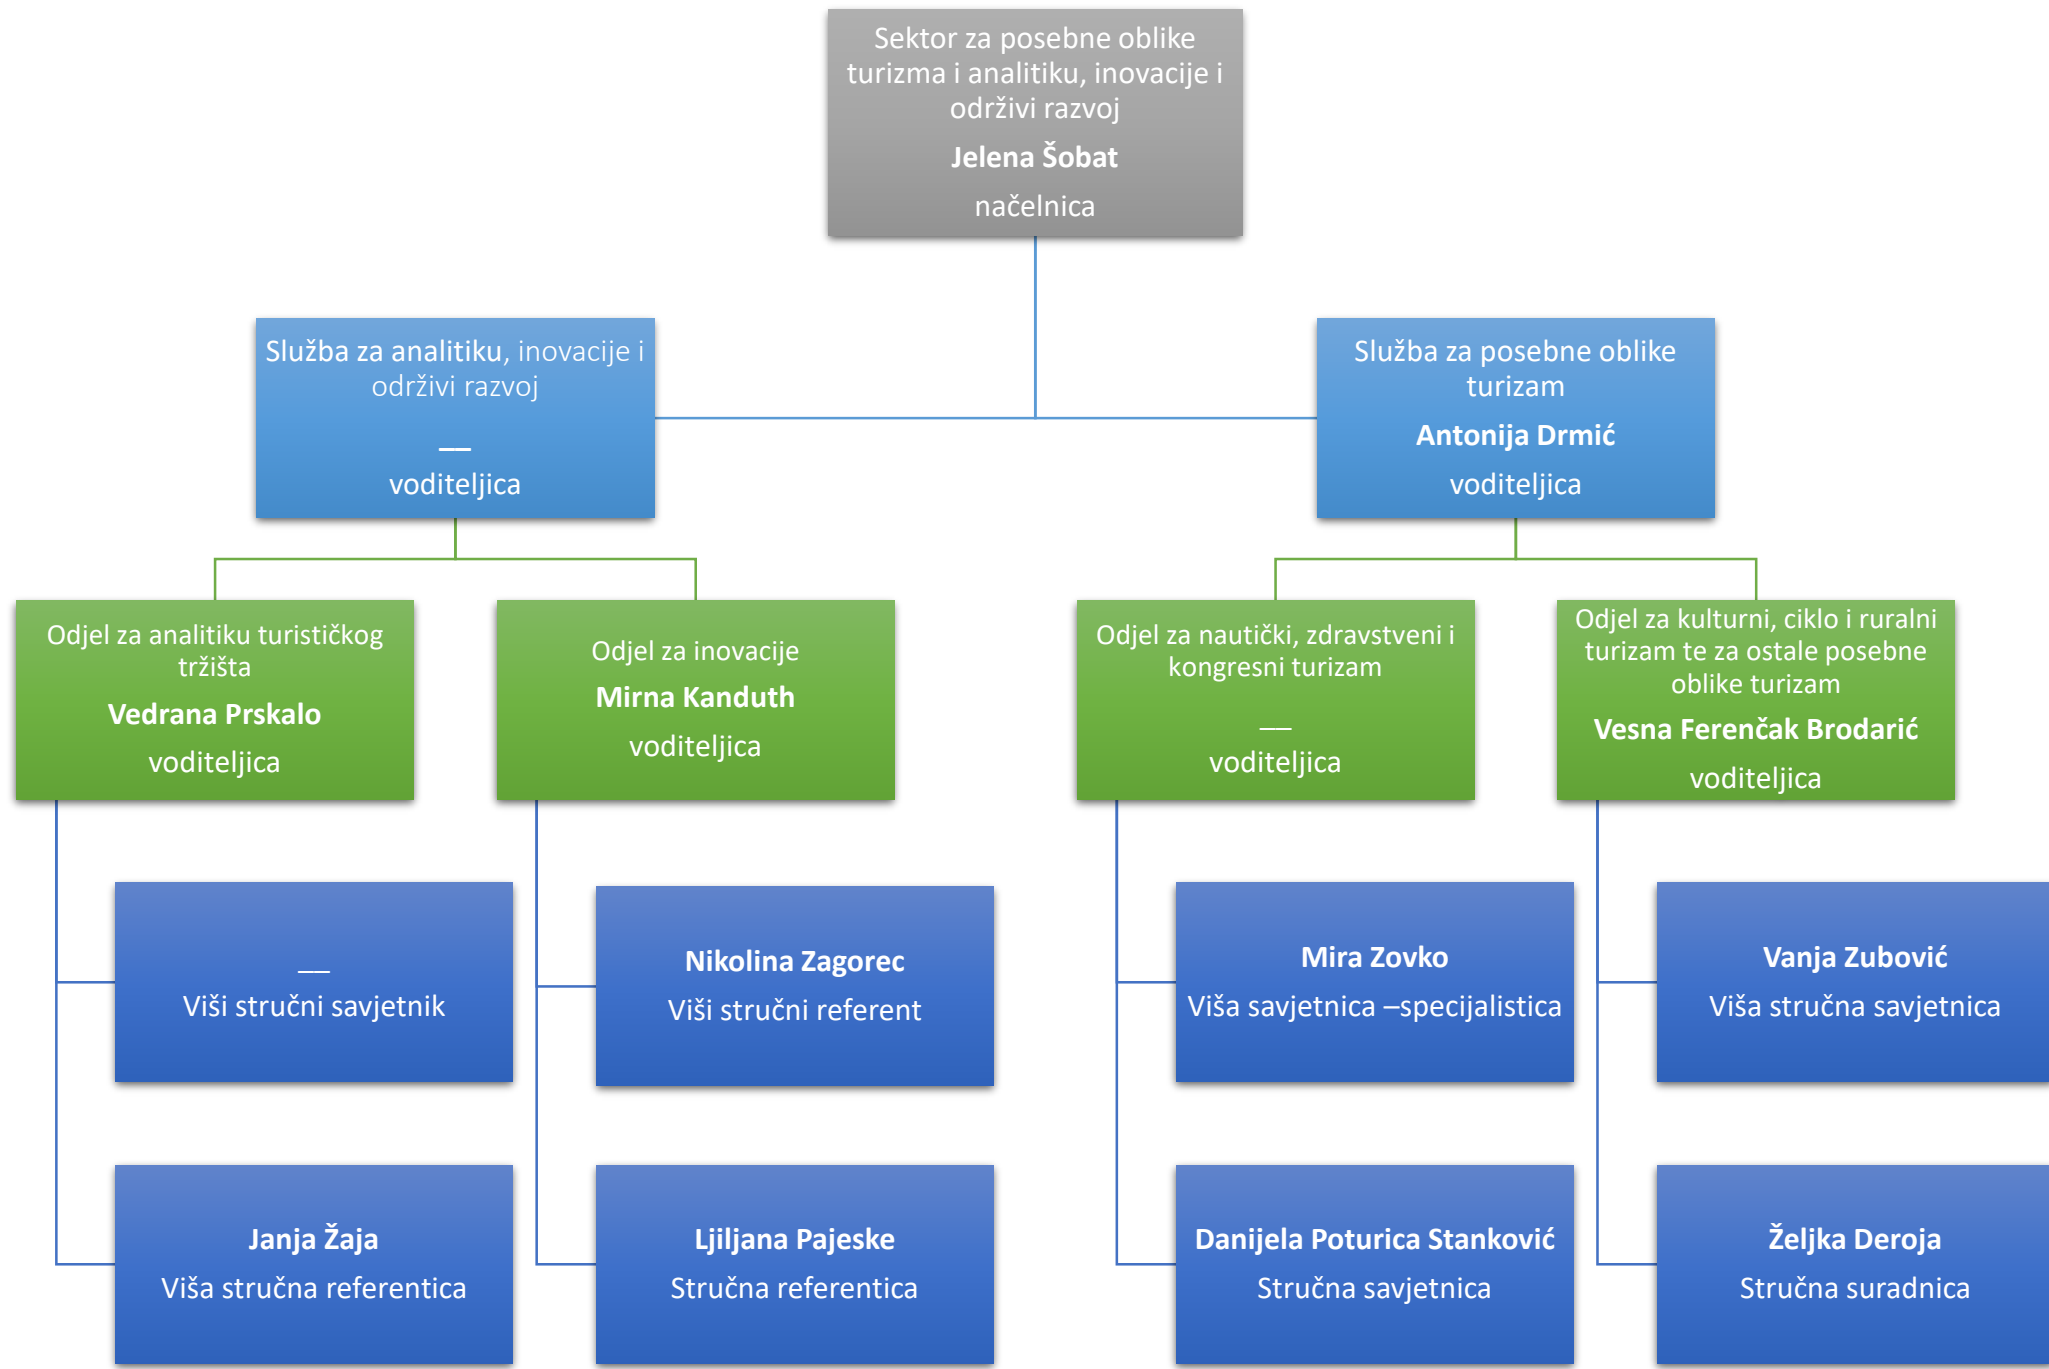 Sektor za posebne oblike
turizma i analitiku, inovacije i
održivi razvoj
Jelena Šobat
načelnica
Služba za analitiku, inovacije i
održivi razvoj
__
voditeljica
Služba za posebne oblike
turizam
Antonija Drmić
voditeljica
Odjel za analitiku turističkog
tržišta
Vedrana Prskalo
voditeljica
Odjel za inovacije
Mirna Kanduth
voditeljica
Odjel za nautički, zdravstveni i
kongresni turizam
__
voditeljica
Odjel za kulturni, ciklo i ruralni
turizam te za ostale posebne
oblike turizam
Vesna Ferenčak Brodarić
voditeljica
__
Viši stručni savjetnik
Nikolina Zagorec
Viši stručni referent
Mira Zovko
Viša savjetnica –specijalistica
Vanja Zubović
Viša stručna savjetnica
Janja Žaja
Viša stručna referentica
Ljiljana Pajeske
Stručna referentica
Danijela Poturica Stanković
Stručna savjetnica
Željka Deroja
Stručna suradnica